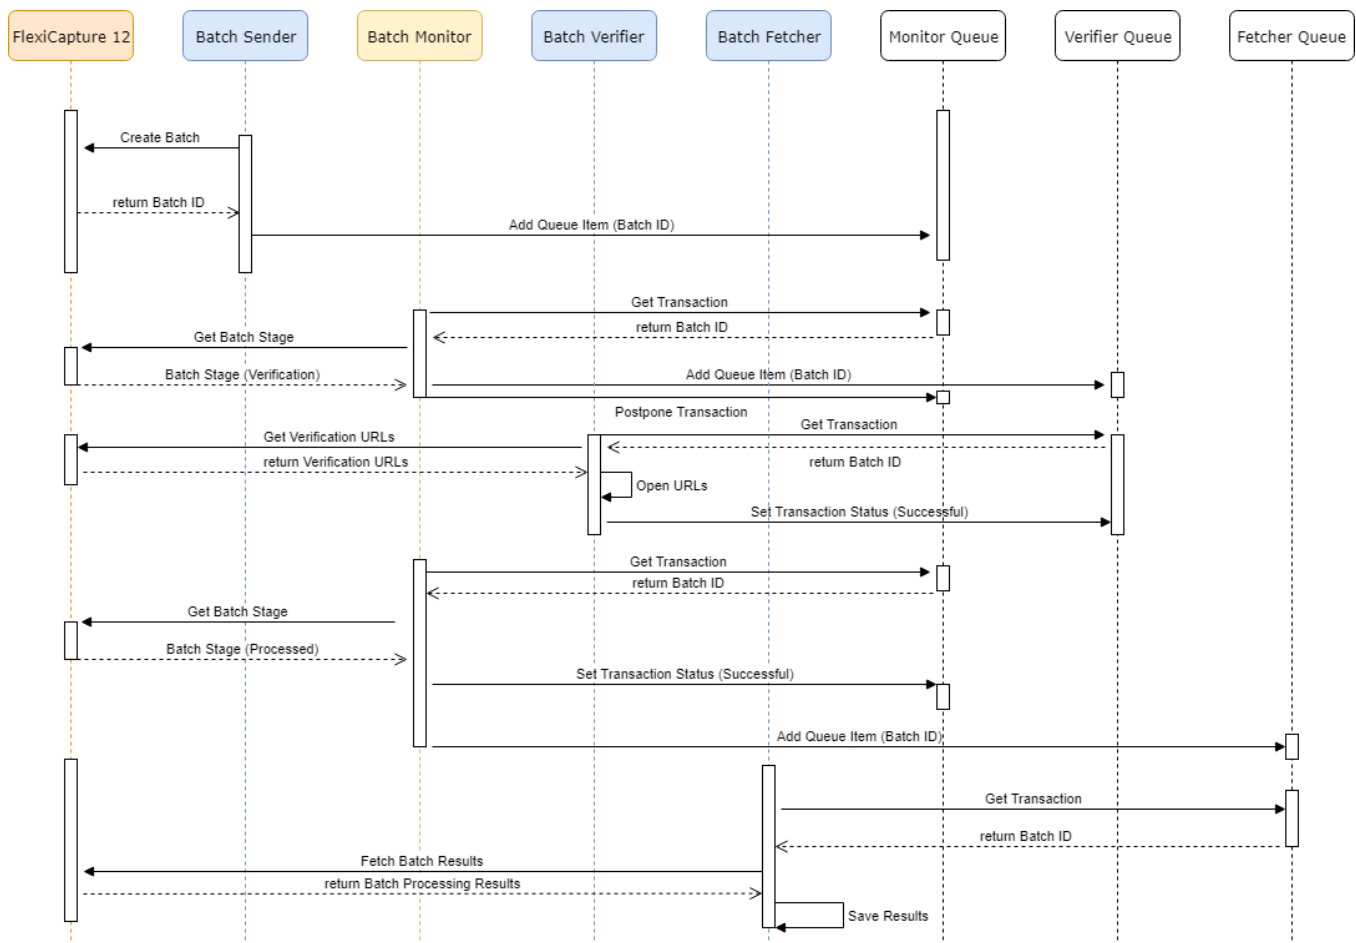 FlexiCapture 12
Batch Sender
Batch Monitor
Batch Verifier
Batch Fetcher
Monitor Queue
Verifier Queue
Fetcher Queue
Create Batch
return Batch ID
Add Queue Item (Batch ID)
Get Transaction
return Batch ID
Get Batch Stage
Batch Stage (Verification)
Add Queue Item (Batch ID)
Postpone Transaction
Get Transaction
Get Verification URLs
return Verification URLs
return Batch ID
Open URLs
Set Transaction Status (Successful)
Get Transaction
return Batch ID
Get Batch Stage
Batch Stage (Processed)
Set Transaction Status (Successful)
Add Queue Item (Batch ID)
Get Transaction
return Batch ID
Fetch Batch Results
return Batch Processing Results
Save Results